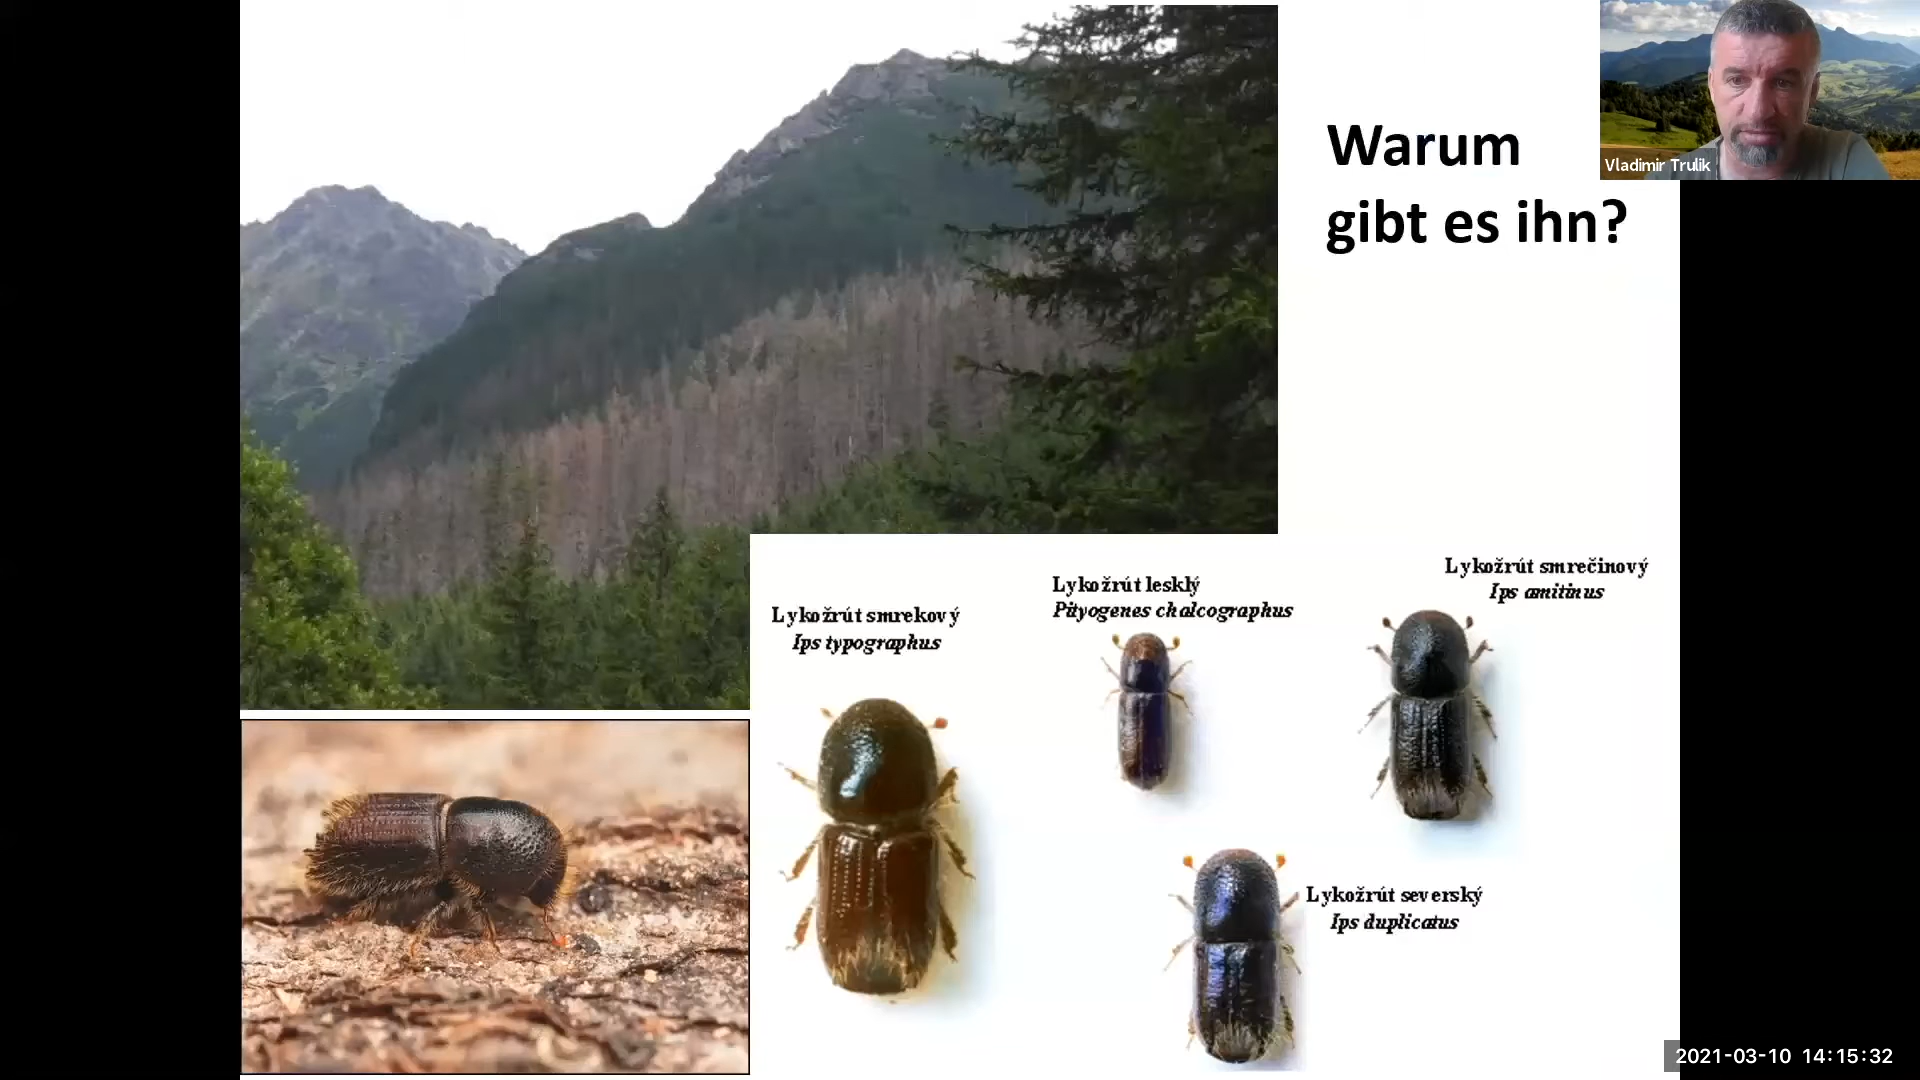 Warum
gibt es ihn?
Vladimir Trulik
Lykožrút smrekový
Ips typographus
Lykožrút lesklý
Pityogenes chalcographus
Lykožrút smrečinový
Ips amitinus
Lykožrút severský
Ips duplicatus
2021-03-10 14:15:32